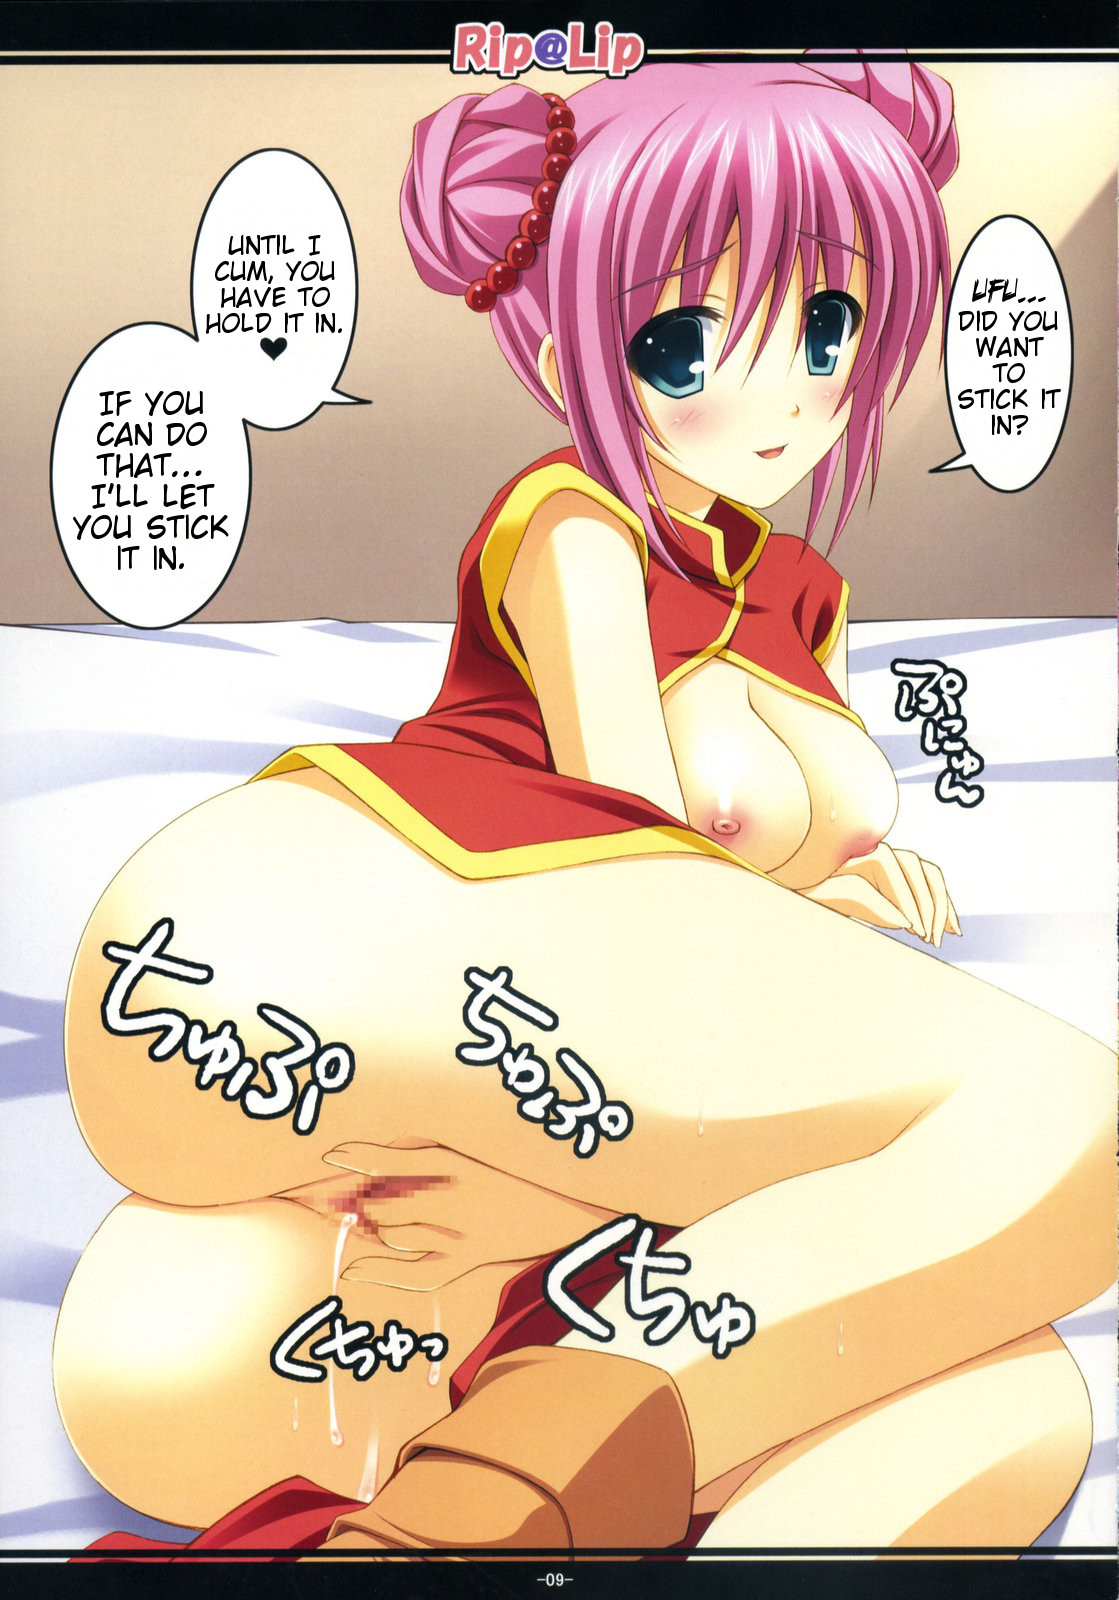 Rip@Lip
UFU...
DID YOU
WANT
TO
STICK IT
IN?
UNTIL I
CUM, YOU
HAVE TO
HOLD IT IN.
♥
IF YOU
CAN DO
THAT...
I'LL LET
YOU STICK
IT IN.
ぷにゅん
ちゅぷ
ちゅぷ
くちゅ
くちゅっ
-09-